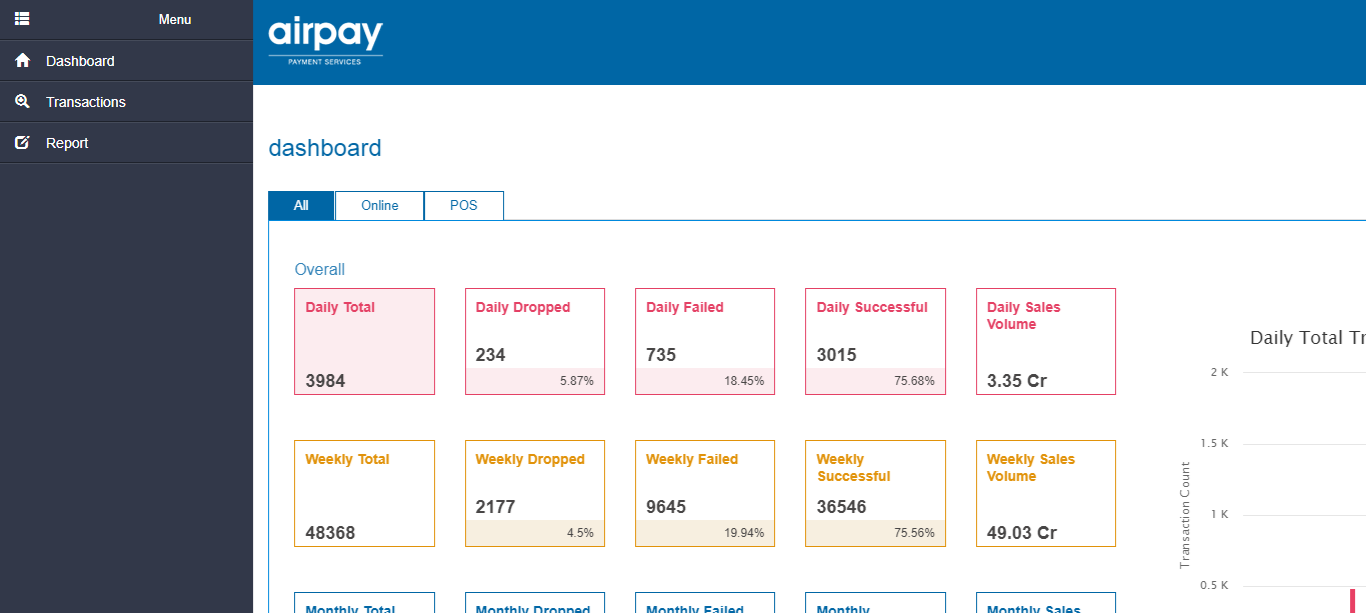 Menu
Dashboard
Transactions
Report
airpay
PAYMENT SERVICES
dashboard
All
Online
POS
Overall
Daily Total
3984
Daily Dropped
234
5.87%
Daily Failed
735
18.45%
Daily Successful
3015
75.68%
Daily Sales
Volume
3.35 Cr
Weekly Total
48368
Weekly Dropped
2177
4.5%
Weekly Failed
9645
19.94%
Weekly
Successful
36546
75.56%
Weekly Sales
Volume
49.03 Cr
Monthly Total
Monthly Dropped
Monthly Failed
Monthly
Monthly Sales
Daily Total Tr
2 K
1.5 K
1 K
0.5 K
Transaction Count